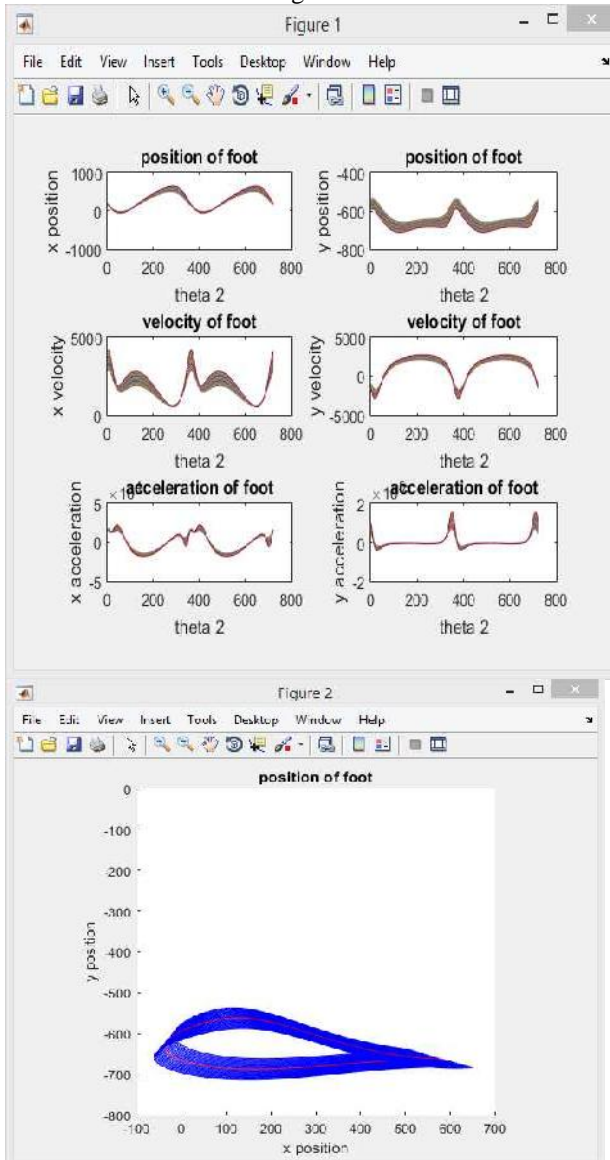 Figure 1
File Edit View Insert Tools Desktop Window Help
position of foot
x position
1000
0
-1000
0 200 400 600 800
theta 2
position of foot
y position
-400
-600
-800
0 200 400 600 800
theta 2
velocity of foot
x velocity
5000
0
0 200 400 600 800
theta 2
velocity of foot
y velocity
5000
0
-5000
0 200 400 600 800
theta 2
acceleration of foot
x acceleration
5
0
-5
0 200 400 600 800
theta 2
acceleration of foot
y acceleration
2
0
-2
0 200 400 600 800
theta 2
Figure 2
File Edit View Insert Tools Desktop Window Help
position of foot
y position
0
-100
-200
-300
-400
-500
-600
-700
-800
-100 0 100 200 300 400 500 600 700
x position